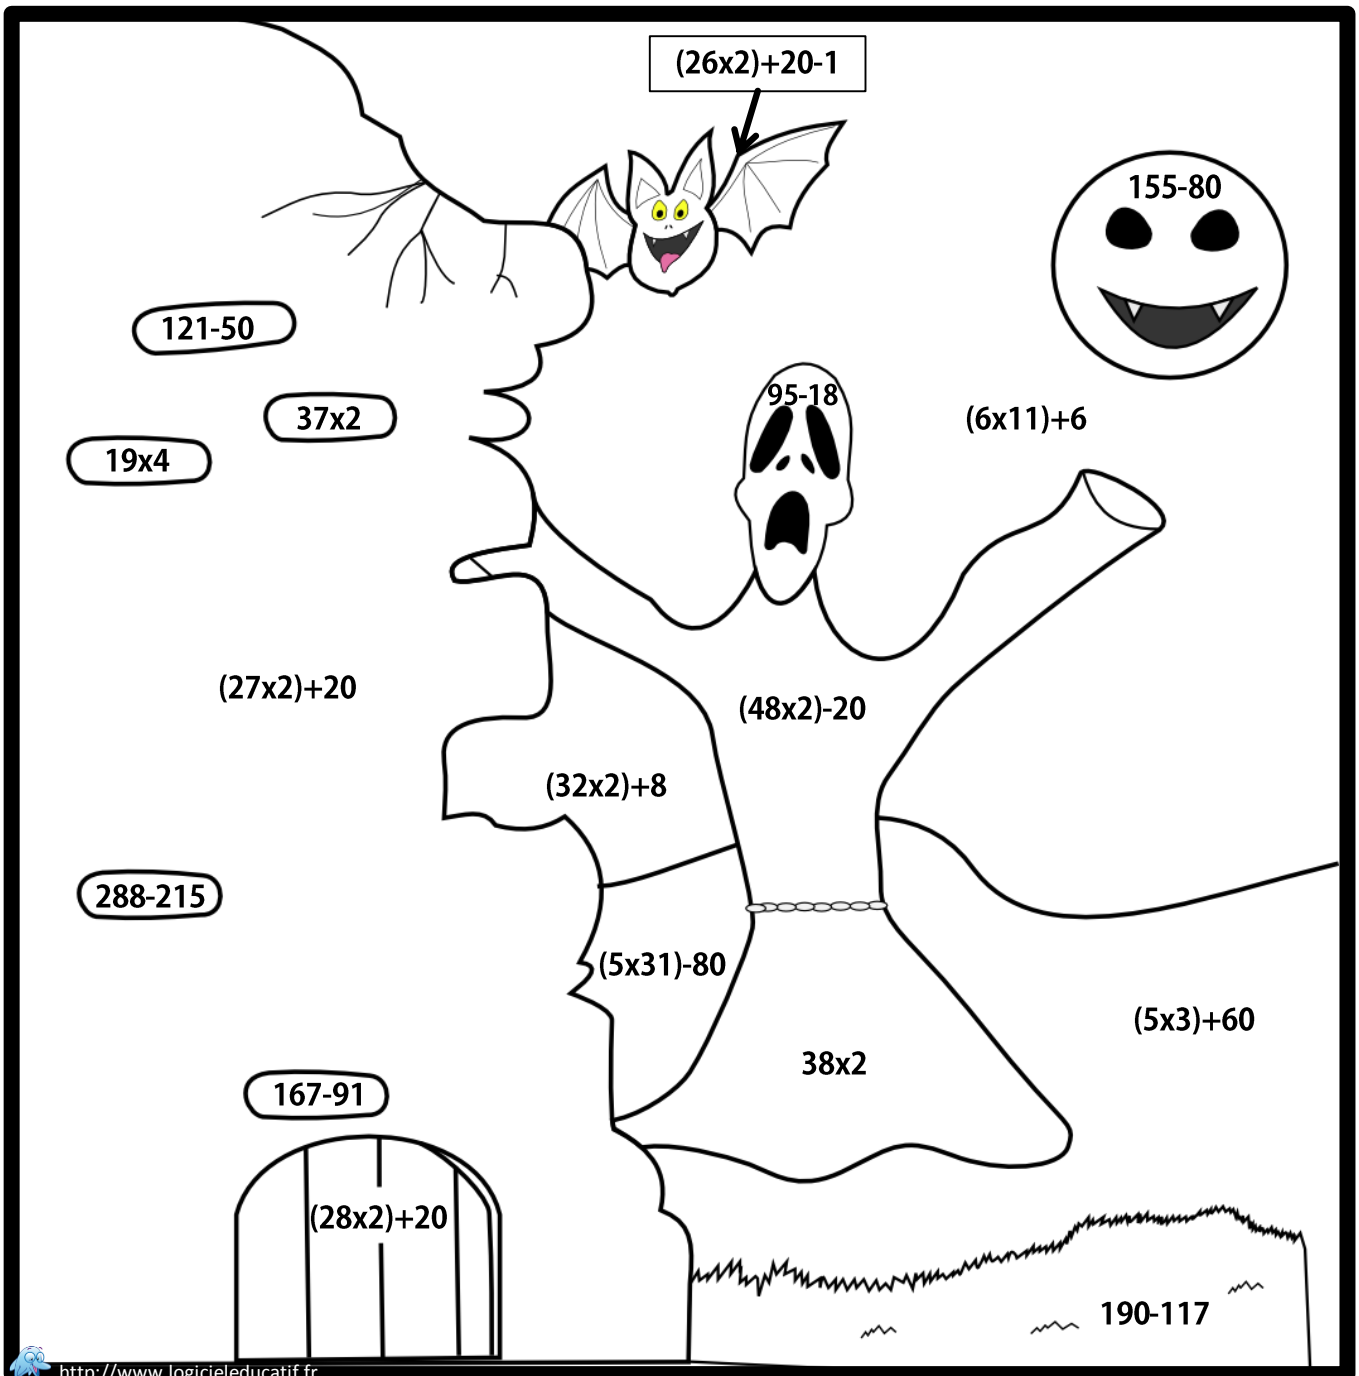 (26x2)+20-1
155-80
121-50
95-18
37x2
(6x11)+6
19x4
(27x2)+20
(48x2)-20
(32x2)+8
288-215
(5x31)-80
(5x3)+60
38x2
167-91
(28x2)+20
190-117
http://www.logicieleducatif.fr